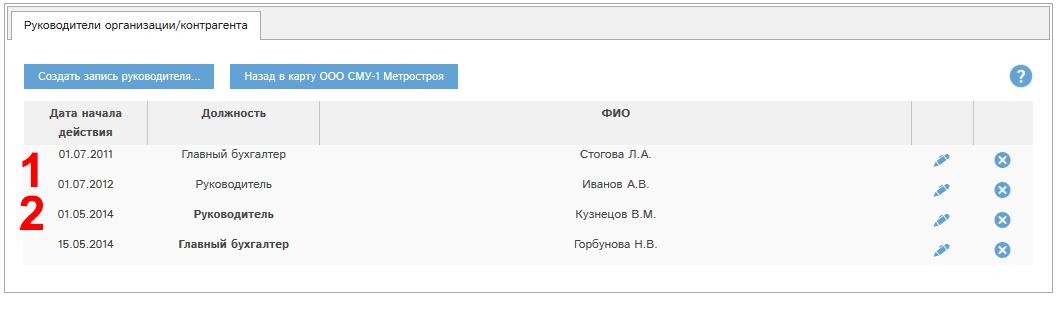 Руководители организации/контрагента
Создать запись руководителя... Назад в карту ООО СМУ-1 Метростроя ?
Дата начала действия Должность ФИО
1
01.07.2011 Главный бухгалтер Стогова Л.А.
01.07.2012 Руководитель Иванов А.В.
2
01.05.2014 Руководитель Кузнецов В.М.
15.05.2014 Главный бухгалтер Горбунова Н.В.